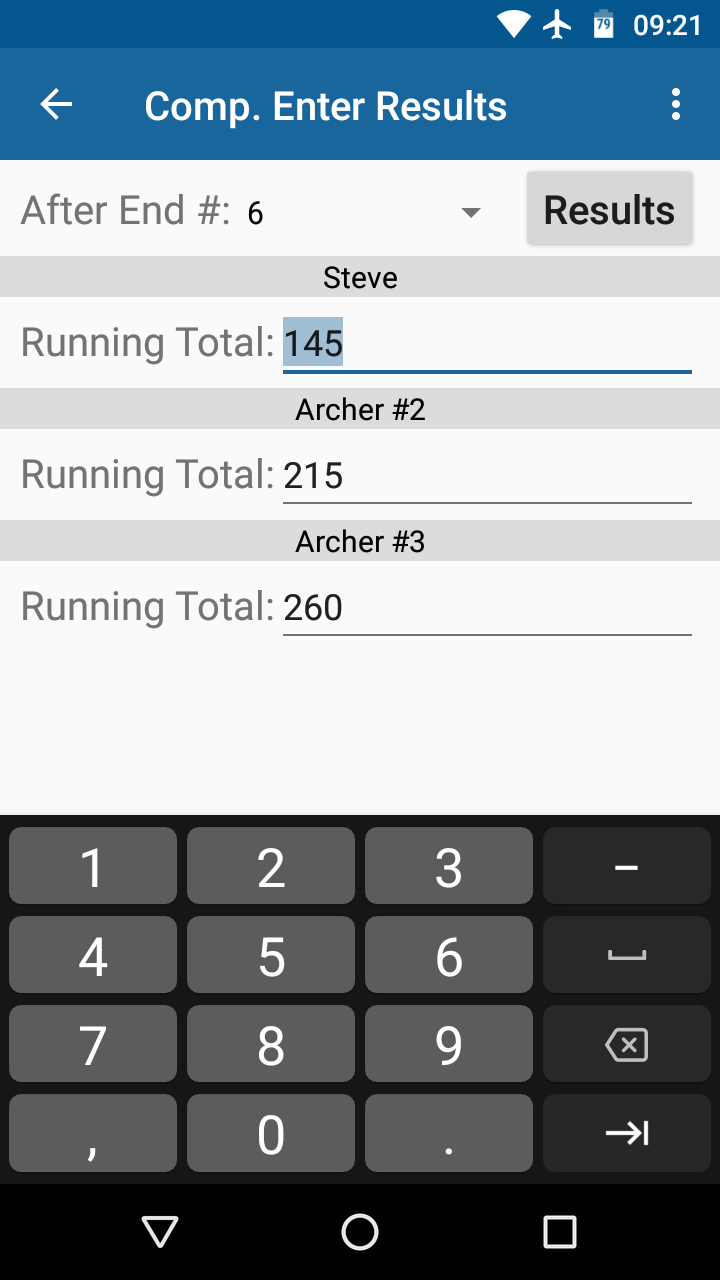 79 09:21
Comp. Enter Results
After End #: 6 Results
Steve
Running Total: 145
Archer #2
Running Total: 215
Archer #3
Running Total: 260
1 2 3 –
4 5 6
7 8 9
, 0 .